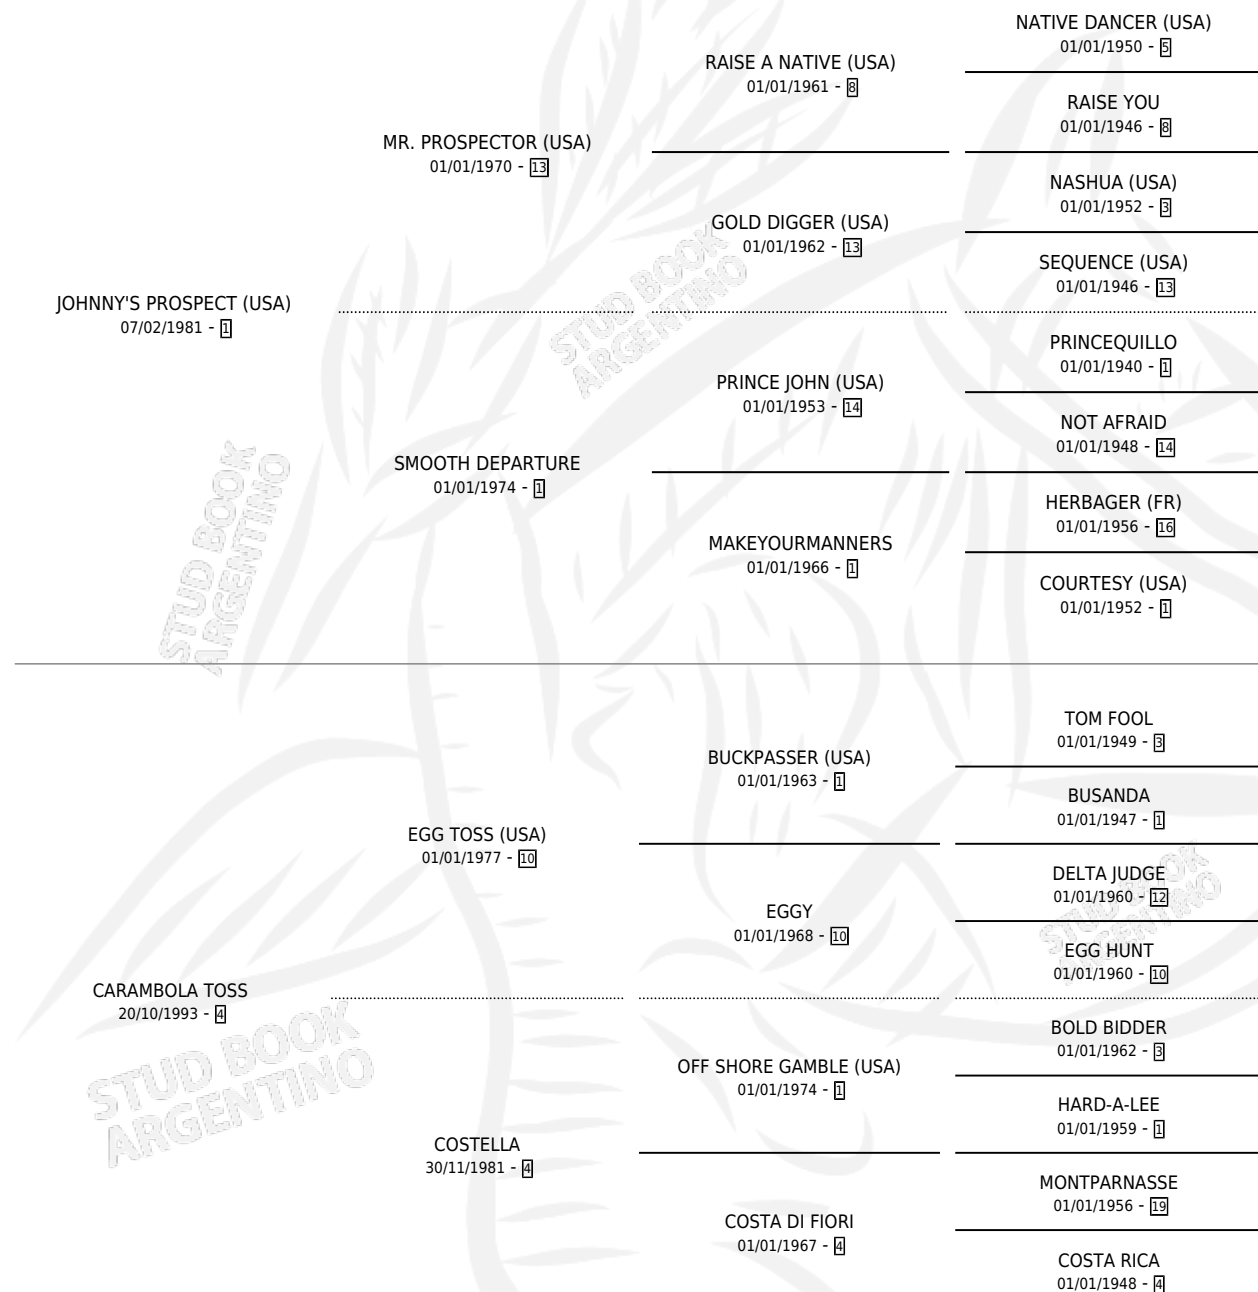 NATIVE DANCER (USA)
01/01/1950 - 5
RAISE A NATIVE (USA)
01/01/1961 - 8
RAISE YOU
01/01/1946 - 8
MR. PROSPECTOR (USA)
01/01/1970 - 13
NASHUA (USA)
01/01/1952 - 3
GOLD DIGGER (USA)
01/01/1962 - 13
SEQUENCE (USA)
01/01/1946 - 13
JOHNNY'S PROSPECT (USA)
07/02/1981 - 1
STUD BOOK
ARGENTINO
PRINCEQUILLO
01/01/1940 - 1
PRINCE JOHN (USA)
01/01/1953 - 14
NOT AFRAID
01/01/1948 - 14
SMOOTH DEPARTURE
01/01/1974 - 1
HERBAGER (FR)
01/01/1956 - 16
MAKEYOURMANNERS
01/01/1966 - 1
COURTESY (USA)
01/01/1952 - 1
STUD BOOK
ARGENTINO
TOM FOOL
01/01/1949 - 3
BUCKPASSER (USA)
01/01/1963 - 1
BUSANDA
01/01/1947 - 1
EGG TOSS (USA)
01/01/1977 - 10
DELTA JUDGE
01/01/1960 - 12
EGGY
01/01/1968 - 10
STUD BOOK
ARGENTINO
EGG HUNT
01/01/1960 - 10
CARAMBOLA TOSS
20/10/1993 - 4
STUD BOOK
ARGENTINO
BOLD BIDDER
01/01/1962 - 3
OFF SHORE GAMBLE (USA)
01/01/1974 - 1
HARD-A-LEE
01/01/1959 - 1
COSTELLA
30/11/1981 - 4
MONTPARNASSE
01/01/1956 - 19
COSTA DI FIORI
01/01/1967 - 4
COSTA RICA
01/01/1948 - 4